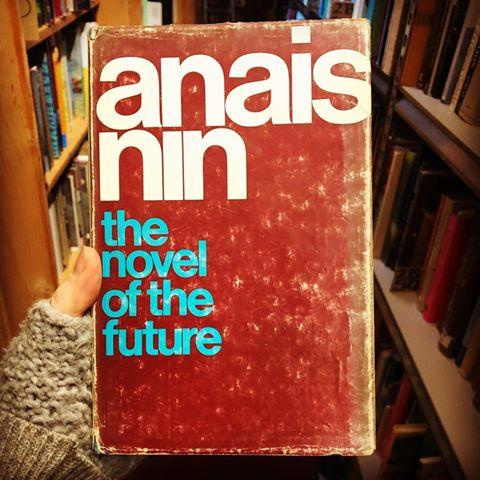 anais
nin
the
novel
of the
future